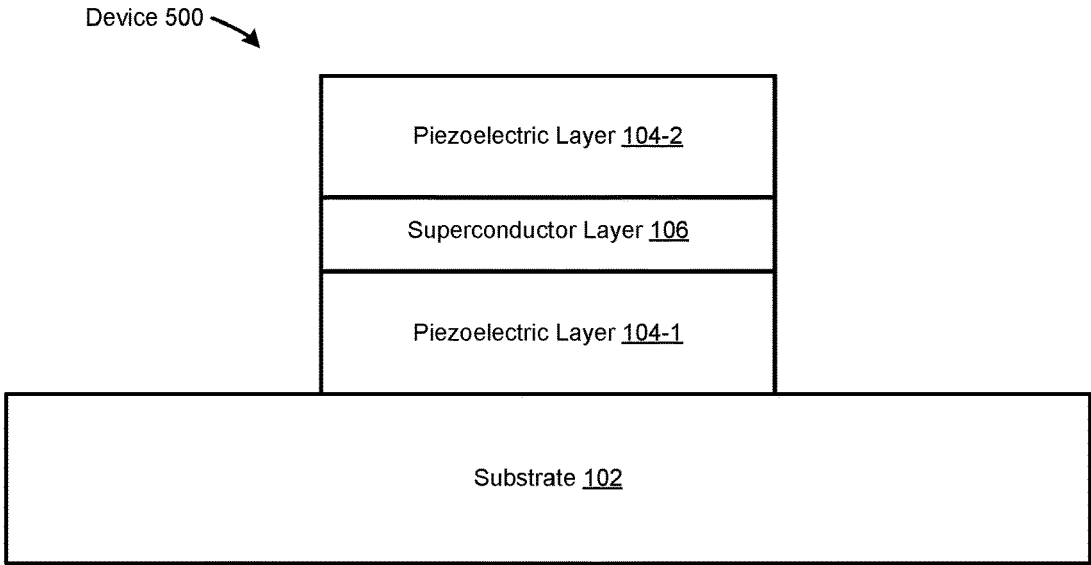 Device 500
Piezoelectric Layer 104-2
Superconductor Layer 106
Piezoelectric Layer 104-1
Substrate 102